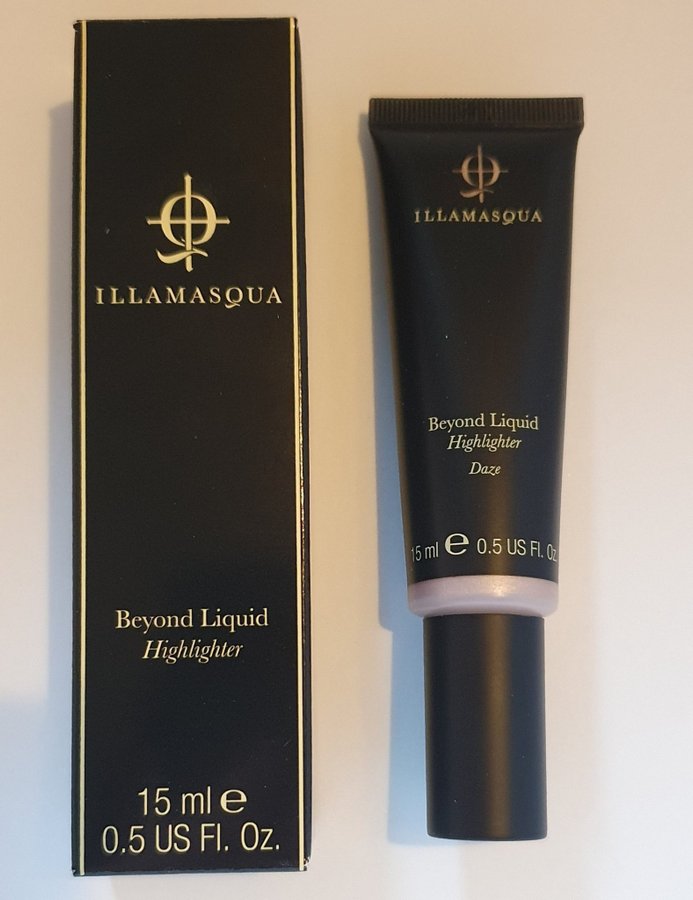 ILLAMASQUA
Beyond Liquid
Highlighter
15 ml e
0.5 US Fl. Oz.
ILLAMASQUA
Beyond Liquid
Highlighter
Daze
15 ml e 0.5 US Fl. Oz